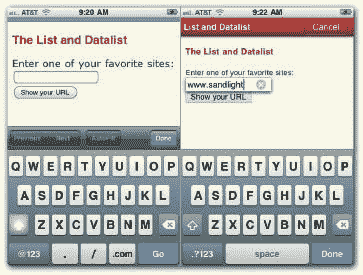 AT&T 9:20 AM
The List and Datalist
Enter one of your favorite sites:
Show your URL
Done
Q W E R T Y U I O P
A S D F G H J K L
Z X C V B N M
@123 . / .com Go
AT&T 9:22 AM
List and Datalist Cancel
The List and Datalist
Enter one of your favorite sites:
www.sandlight
Show your URL
Q W E R T Y U I O P
A S D F G H J K L
Z X C V B N M
.?123 space Done